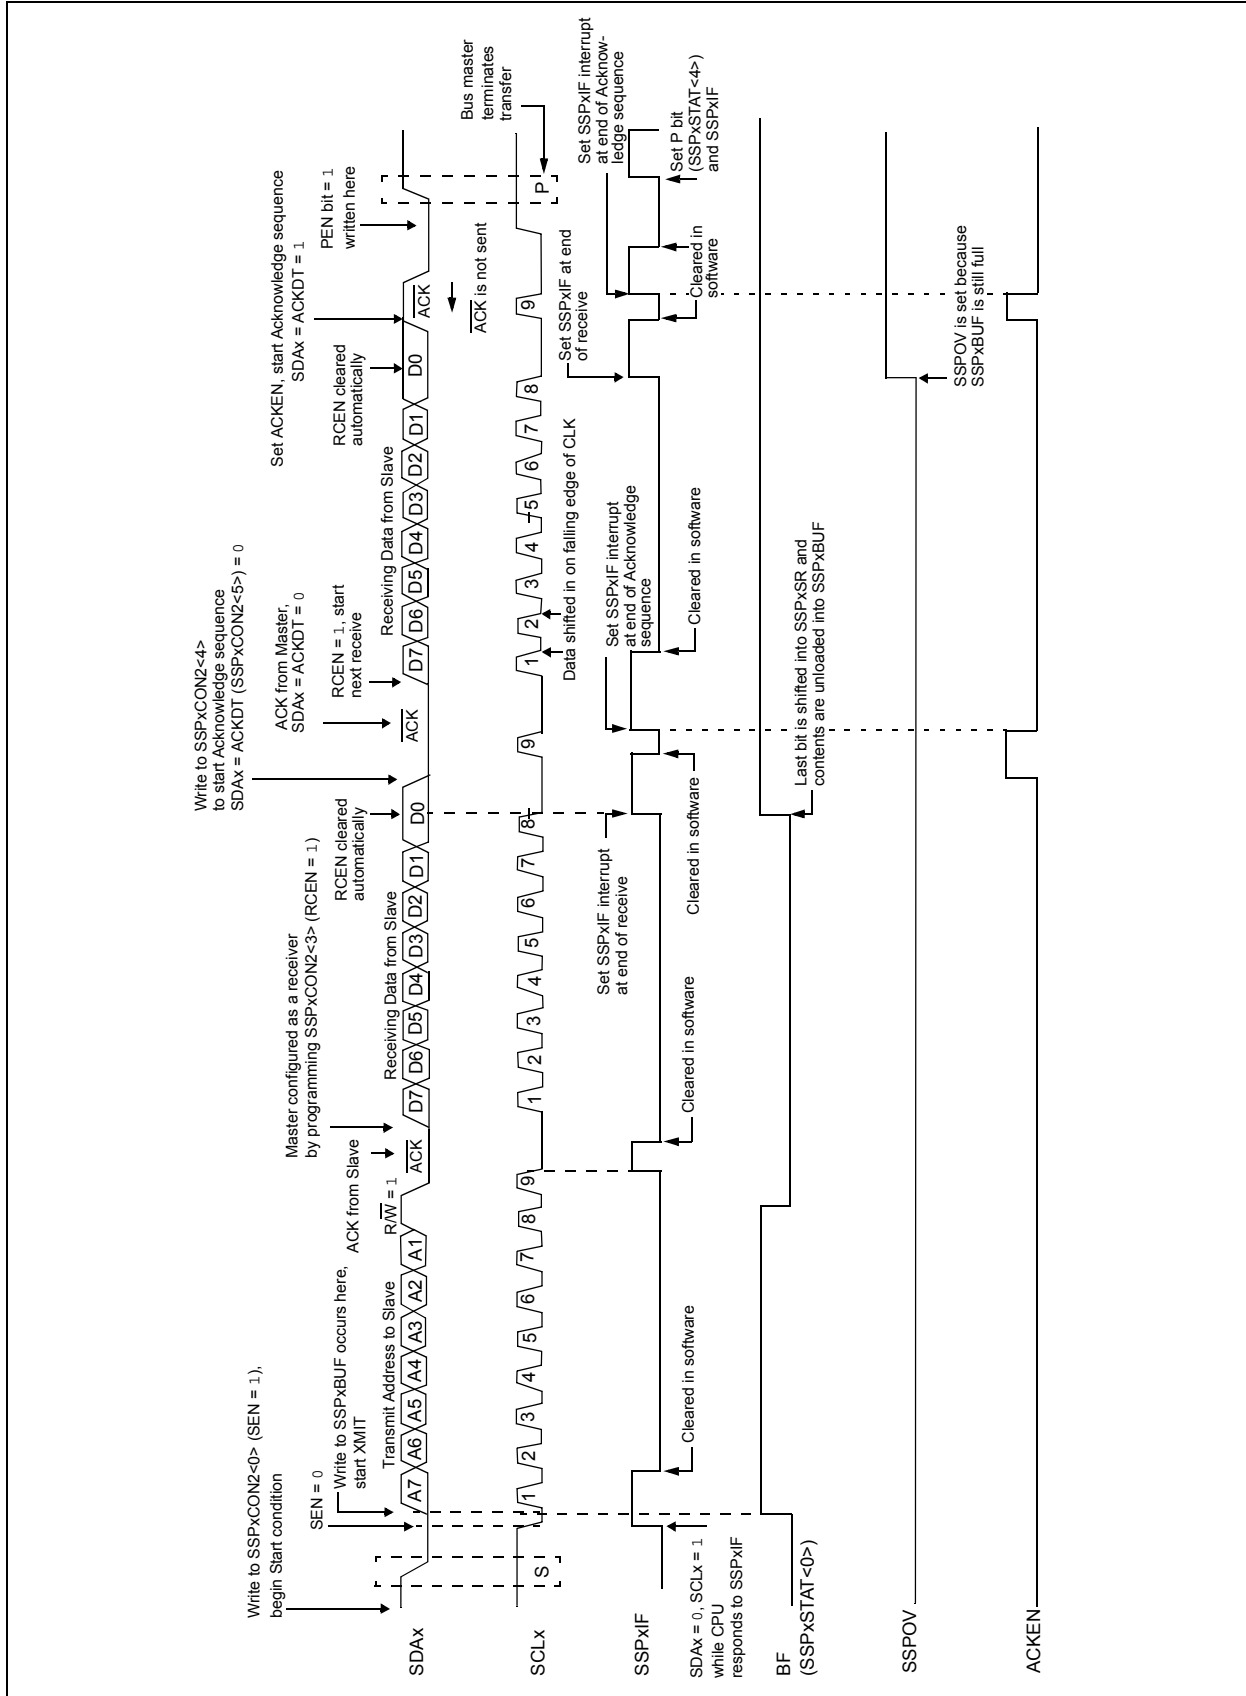 Write to SSPxCON2<0> (SEN = 1),
begin Start condition
SEN = 0
Write to SSPxBUF occurs here,
start XMIT
ACK from Slave
Master configured as a receiver
by programming SSPxCON2<3> (RCEN = 1)
RCEN cleared
automatically
Write to SSPxCON2<4>
to start Acknowledge sequence
SDAx = ACKDT (SSPxCON2<5>) = 0
ACK from Master,
SDAx = ACKDT = 0
RCEN = 1, start
next receive
RCEN cleared
automatically
Set ACKEN, start Acknowledge sequence
SDAx = ACKDT = 1
PEN bit = 1
written here
Transmit Address to Slave
R/W = 1
Receiving Data from Slave
Receiving Data from Slave
SDAx
A7 A6 A5 A4 A3 A2 A1
ACK
D7 D6 D5 D4 D3 D2 D1 D0
ACK
D7 D6 D5 D4 D3 D2 D1 D0
ACK
ACK is not sent
Bus master
terminates
transfer
SCLx
S
1 2 3 4 5 6 7 8 9
1 2 3 4 5 6 7 8 9
1 2 3 4 5 6 7 8 9
P
Data shifted in on falling edge of CLK
Set SSPxIF at end
of receive
Set SSPxIF interrupt
at end of Acknow-
ledge sequence
Set SSPxIF interrupt
at end of receive
Set SSPxIF interrupt
at end of Acknowledge
sequence
SSPxIF
SDAx = 0, SCLx = 1
while CPU
responds to SSPxIF
Cleared in software
Cleared in software
Cleared in software
Cleared in software
Cleared in
software
Set P bit
(SSPxSTAT<4>)
and SSPxIF
BF
(SSPxSTAT<0>)
Last bit is shifted into SSPxSR and
contents are unloaded into SSPxBUF
SSPOV
SSPOV is set because
SSPxBUF is still full
ACKEN